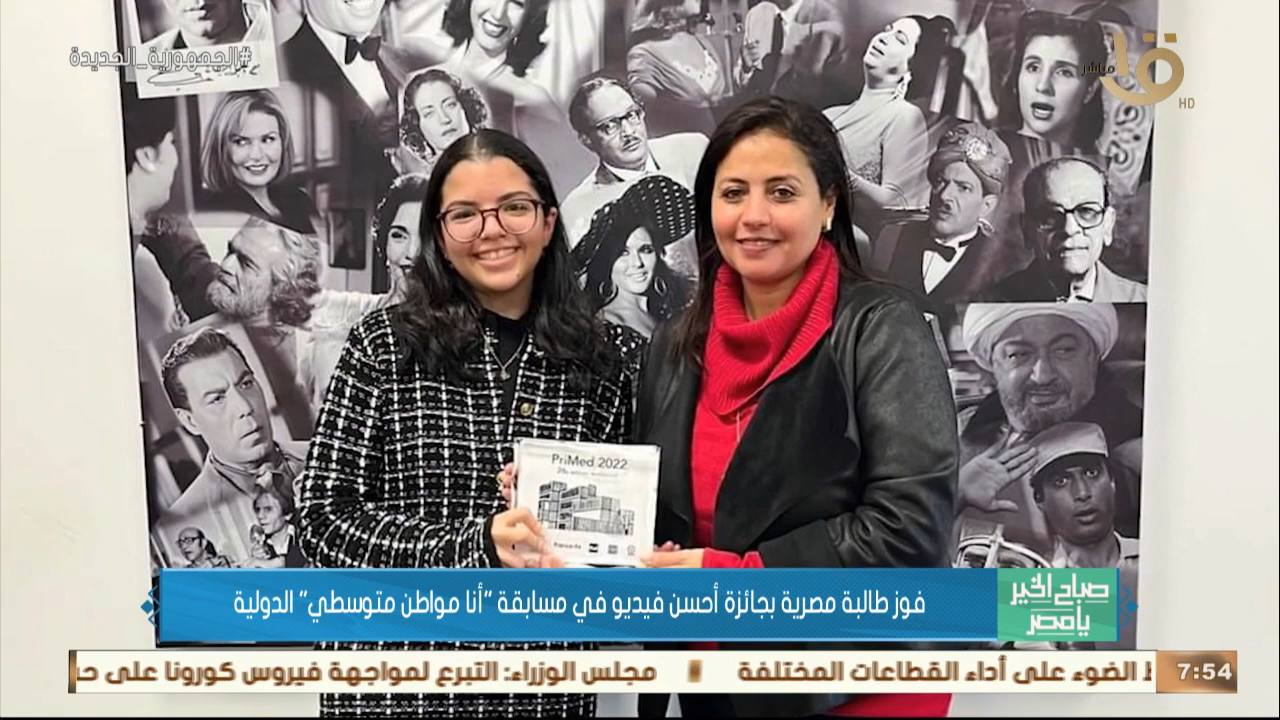 #الجمهورية_الجديدة
مباشر
HD
PriMed 2022
فوز طالبة مصرية بجائزة أحسن فيديو في مسابقة “أنا مواطن متوسطي” الدولية
صباح الخير
يا مصر
ط الضوء على أداء القطاعات المختلفة
مجلس الوزراء: التبرع لمواجهة فيروس كورونا على حـ
7:54